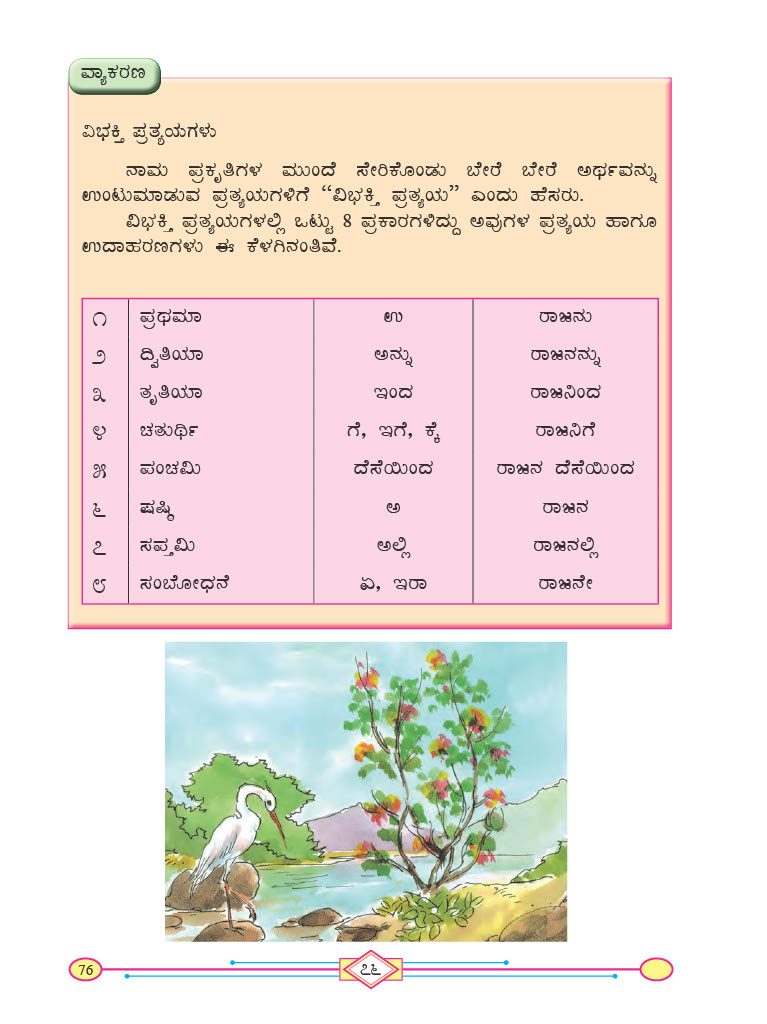 ವ್ಯಾಕರಣ
ವಿಭಕ್ತಿ ಪ್ರತ್ಯಯಗಳು
ನಾಮ ಪ್ರಕೃತಿಗಳ ಮುಂದೆ ಸೇರಿಕೊಂಡು ಬೇರೆ ಬೇರೆ ಅರ್ಥವನ್ನು
ಉಂಟುಮಾಡುವ ಪ್ರತ್ಯಯಗಳಿಗೆ “ವಿಭಕ್ತಿ ಪ್ರತ್ಯಯ” ಎಂದು ಹೆಸರು.
ವಿಭಕ್ತಿ ಪ್ರತ್ಯಯಗಳಲ್ಲಿ ಒಟ್ಟು 8 ಪ್ರಕಾರಗಳಿದ್ದು ಅವುಗಳ ಪ್ರತ್ಯಯ ಹಾಗೂ
ಉದಾಹರಣಗಳು ಈ ಕೆಳಗಿನಂತಿವೆ.
೧ ಪ್ರಥಮಾ ಉ ರಾಜನು
೨ ದ್ವಿತಿಯಾ ಅನ್ನು ರಾಜನನ್ನು
೩ ತೃತಿಯಾ ಇಂದ ರಾಜನಿಂದ
೪ ಚತುರ್ಥಿ ಗೆ, ಇಗೆ, ಕ್ಕೆ ರಾಜನಿಗೆ
೫ ಪಂಚಮಿ ದೆಸೆಯಿಂದ ರಾಜನ ದೆಸೆಯಿಂದ
೬ ಷಷ್ಠಿ ಅ ರಾಜನ
೭ ಸಪ್ತಮಿ ಅಲ್ಲಿ ರಾಜನಲ್ಲಿ
೮ ಸಂಬೋಧನೆ ಏ, ಇರಾ ರಾಜನೇ
76 ೭೬